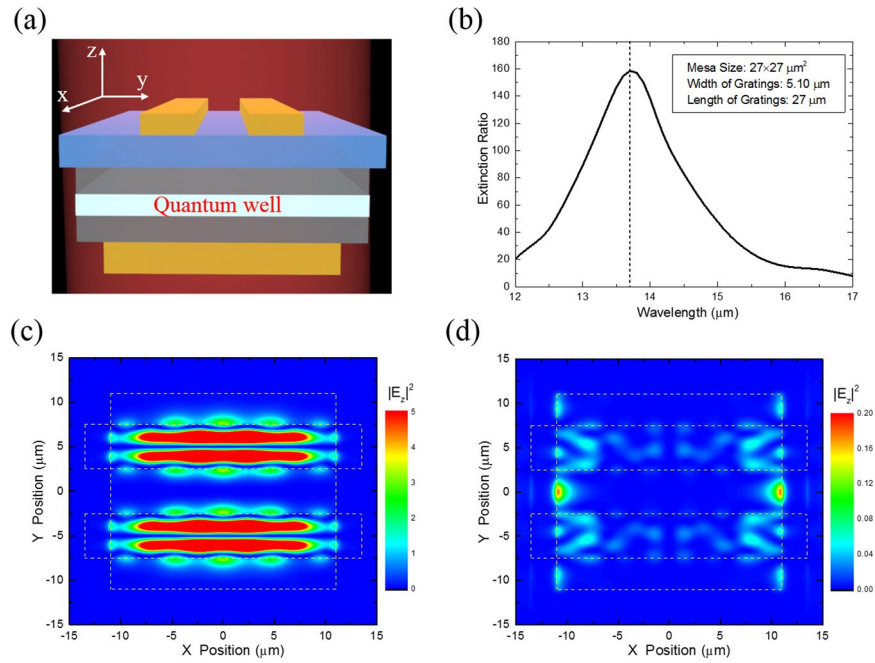 (a)
z
y
x
Quantum well
(b)
180
160
140
120
100
80
60
40
20
0
Extinction Ratio
Mesa Size: 27×27 μm²
Width of Gratings: 5.10 μm
Length of Gratings: 27 μm
12 13 14 15 16 17
Wavelength (μm)
(c)
15
10
5
0
-5
-10
-15
Y Position (μm)
-15 -10 -5 0 5 10 15
X Position (μm)
|E_z|²
5
4
3
2
1
0
(d)
15
10
5
0
-5
-10
-15
Y Position (μm)
-15 -10 -5 0 5 10 15
X Position (μm)
|E_z|²
0.20
0.16
0.12
0.08
0.04
0.00